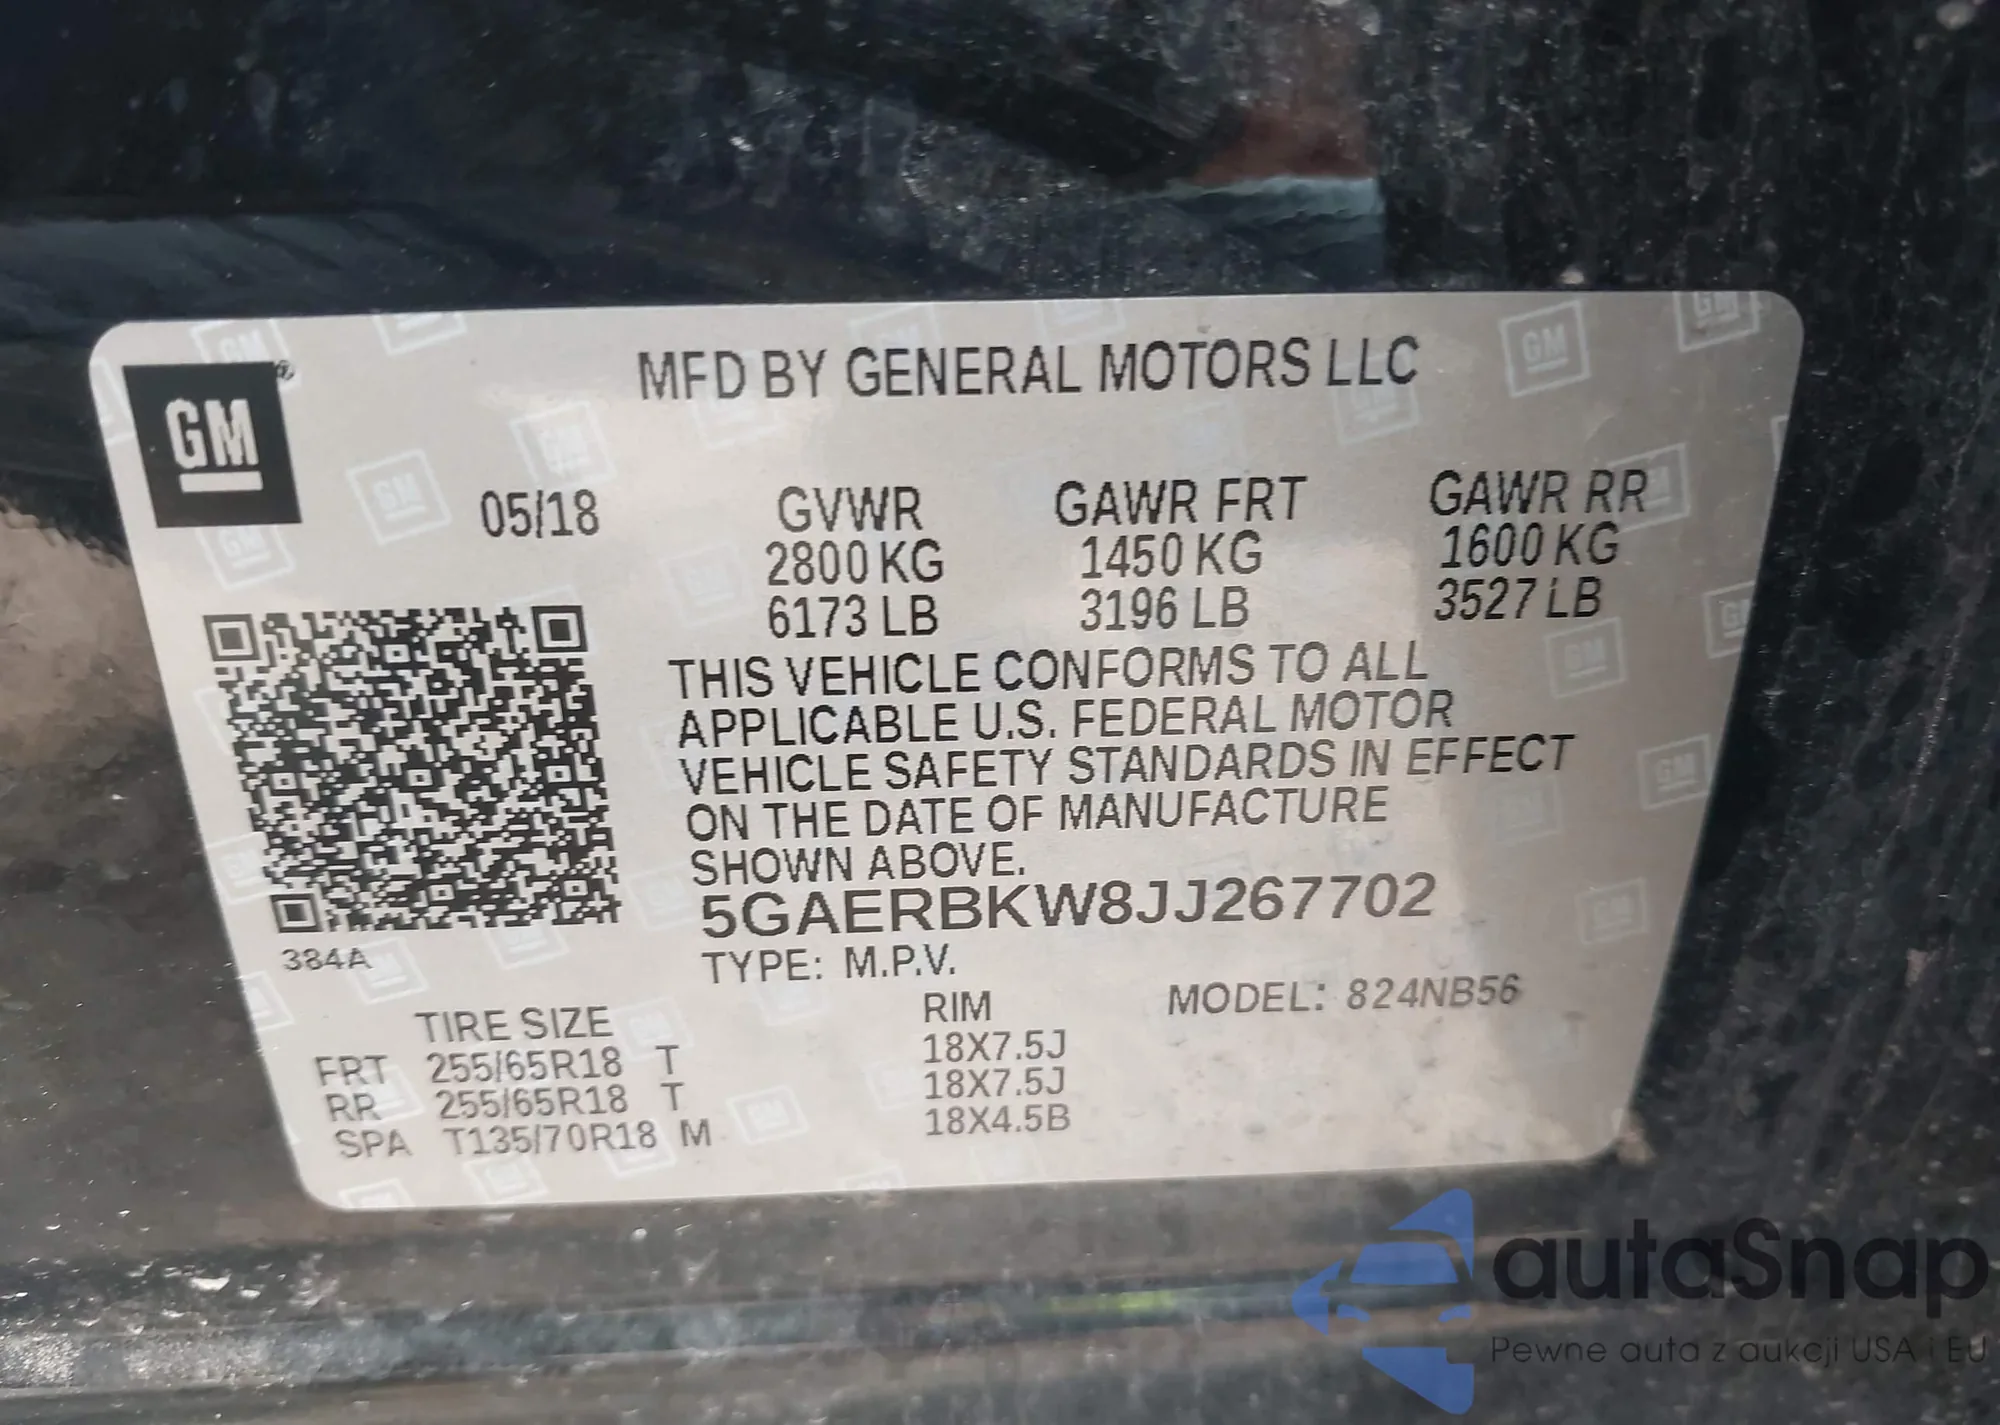 GM
MFD BY GENERAL MOTORS LLC
05/18 GVWR GAWR FRT GAWR RR
2800 KG 1450 KG 1600 KG
6173 LB 3196 LB 3527 LB
THIS VEHICLE CONFORMS TO ALL
APPLICABLE U.S. FEDERAL MOTOR
VEHICLE SAFETY STANDARDS IN EFFECT
ON THE DATE OF MANUFACTURE
SHOWN ABOVE.
5GAERBKW8JJ267702
384A
TYPE: M.P.V. MODEL: 824NB56
TIRE SIZE RIM
FRT 255/65R18 T 18X7.5J
RR 255/65R18 T 18X7.5J
SPA T135/70R18 M 18X4.5B
autaSnap
Pewne auta z aukcji USA i EU